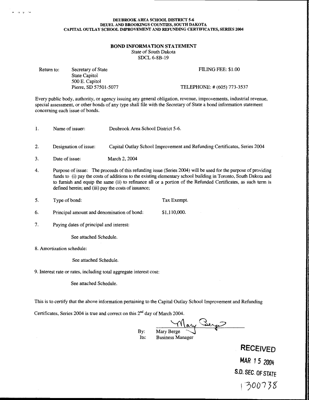 DEUBROOK AREA SCHOOL DISTRICT 5-6
DEUEL AND BROOKINGS COUNTIES, SOUTH DAKOTA
CAPITAL OUTLAY SCHOOL IMPROVEMENT AND REFUNDING CERTIFICATES, SERIES 2004
BOND INFORMATION STATEMENT
State of South Dakota
SDCL 6-8B-19
Return to: Secretary of State FILING FEE: $1.00
State Capitol
500 E. Capitol
Pierre, SD 57501-5077 TELEPHONE: # (605) 773-3537
Every public body, authority, or agency issuing any general obligation, revenue, improvements, industrial revenue,
special assessment, or other bonds of any type shall file with the Secretary of State a bond information statement
concerning each issue of bonds.
1. Name of issuer: Deubrook Area School District 5-6.
2. Designation of issue: Capital Outlay School Improvement and Refunding Certificates, Series 2004
3. Date of issue: March 2, 2004
4. Purpose of issue: The proceeds of this refunding issue (Series 2004) will be used for the purpose of providing
funds to (i) pay the costs of additions to the existing elementary school building in Toronto, South Dakota and
to furnish and equip the same (ii) to refinance all or a portion of the Refunded Certificates, as such term is
defined herein; and (iii) pay the costs of issuance;
5. Type of bond: Tax Exempt.
6. Principal amount and denomination of bond: $1,110,000.
7. Paying dates of principal and interest:
See attached Schedule.
8. Amortization schedule:
See attached Schedule.
9. Interest rate or rates, including total aggregate interest cost:
See attached Schedule.
This is to certify that the above information pertaining to the Capital Outlay School Improvement and Refunding
Certificates, Series 2004 is true and correct on this 2nd day of March 2004.
By: Mary Berge
Its: Business Manager
RECEIVED
MAR 15 2004
S.D. SEC OF STATE
1300738